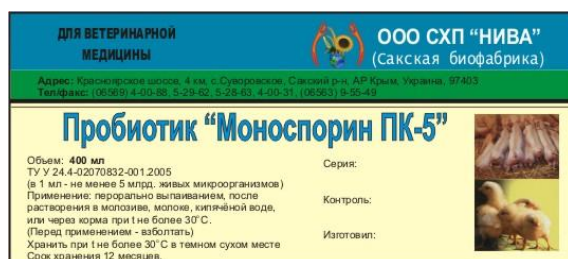 ДЛЯ ВЕТЕРИНАРНОЙ
МЕДИЦИНЫ
ООО СХП “НИВА”
(Сакская биофабрика)
Адрес: Красноярское шоссе, 4 км, с.Суворовское, Сакский р-н, АР Крым, Украина, 97403
Тел/факс: (06569) 4-00-88, 5-29-62, 5-28-63, 4-00-31, (06563) 9-55-49
Пробиотик “Моноспорин ПК-5”
Объем: 400 мл
ТУ У 24.4-02070832-001.2005
(в 1 мл - не менее 5 млрд. живых микроорганизмов)
Применение: перорально выпаиванием, после
растворения в молозиве, молоке, кипячёной воде,
или через корма при t не более 30˚С.
(Перед применением - взболтать)
Хранить при t не более 30˚С в темном сухом месте
Срок хранения 12 месяцев.
Серия:
Контроль:
Изготовил: